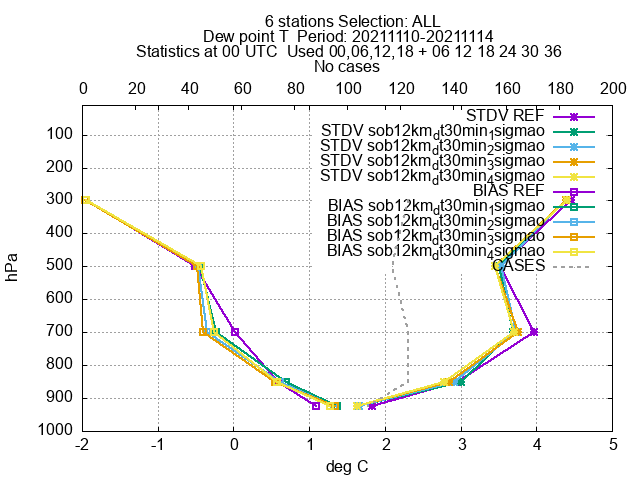 6 stations Selection: ALL
Dew point T  Period: 20211110-20211114
Statistics at 00 UTC  Used 00,06,12,18 + 06 12 18 24 30 36
No cases
0 20 40 60 80 100 120 140 160 180 200
STDV REF
STDV sob12km_dt30min_1sigmao
STDV sob12km_dt30min_2sigmao
STDV sob12km_dt30min_3sigmao
STDV sob12km_dt30min_4sigmao
BIAS REF
BIAS sob12km_dt30min_1sigmao
BIAS sob12km_dt30min_2sigmao
BIAS sob12km_dt30min_3sigmao
BIAS sob12km_dt30min_4sigmao
CASES
100
200
300
400
500
600
700
800
900
1000
hPa
-2 -1 0 1 2 3 4 5
deg C